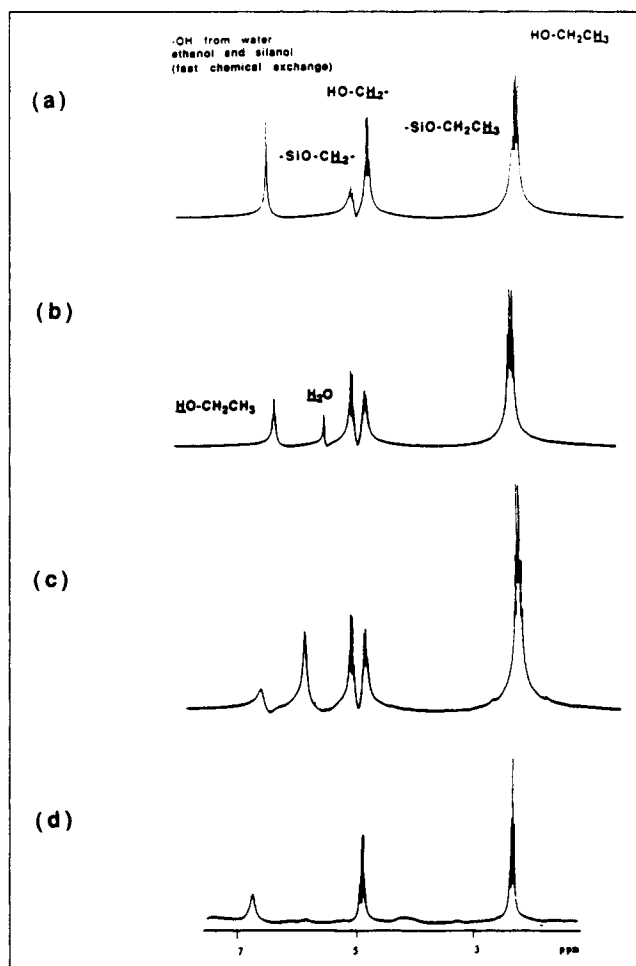 -OH from water
ethanol and silanol
(fast chemical exchange)
HO-CH2CH3
(a)
HO-CH2-
-SiO-CH2CH3
-SiO-CH2-
(b)
HO-CH2CH3
H2O
(c)
(d)
7
5
3
ppm